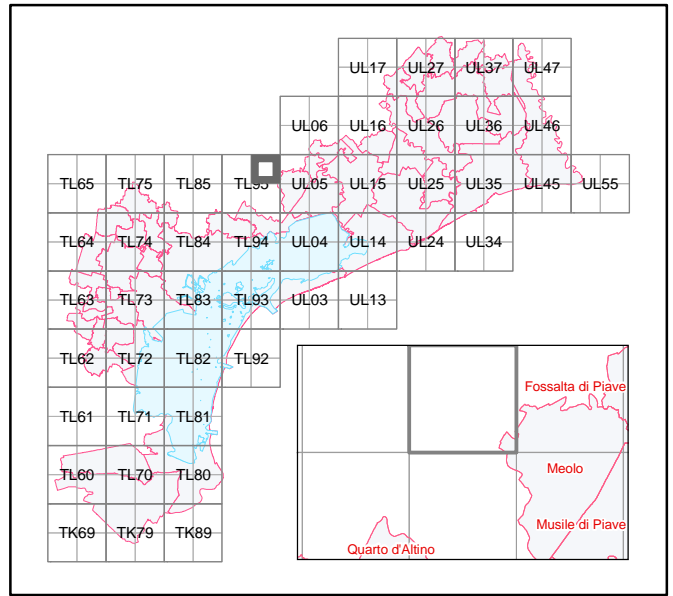 UL17 UL27 UL37 UL47
UL06 UL16 UL26 UL36 UL46
TL65 TL75 TL85 TL95 UL05 UL15 UL25 UL35 UL45 UL55
TL64 TL74 TL84 TL94 UL04 UL14 UL24 UL34
TL63 TL73 TL83 TL93 UL03 UL13
TL62 TL72 TL82 TL92
TL61 TL71 TL81
TL60 TL70 TL80
TK69 TK79 TK89
Fossalta di Piave
Meolo
Musile di Piave
Quarto d'Altino